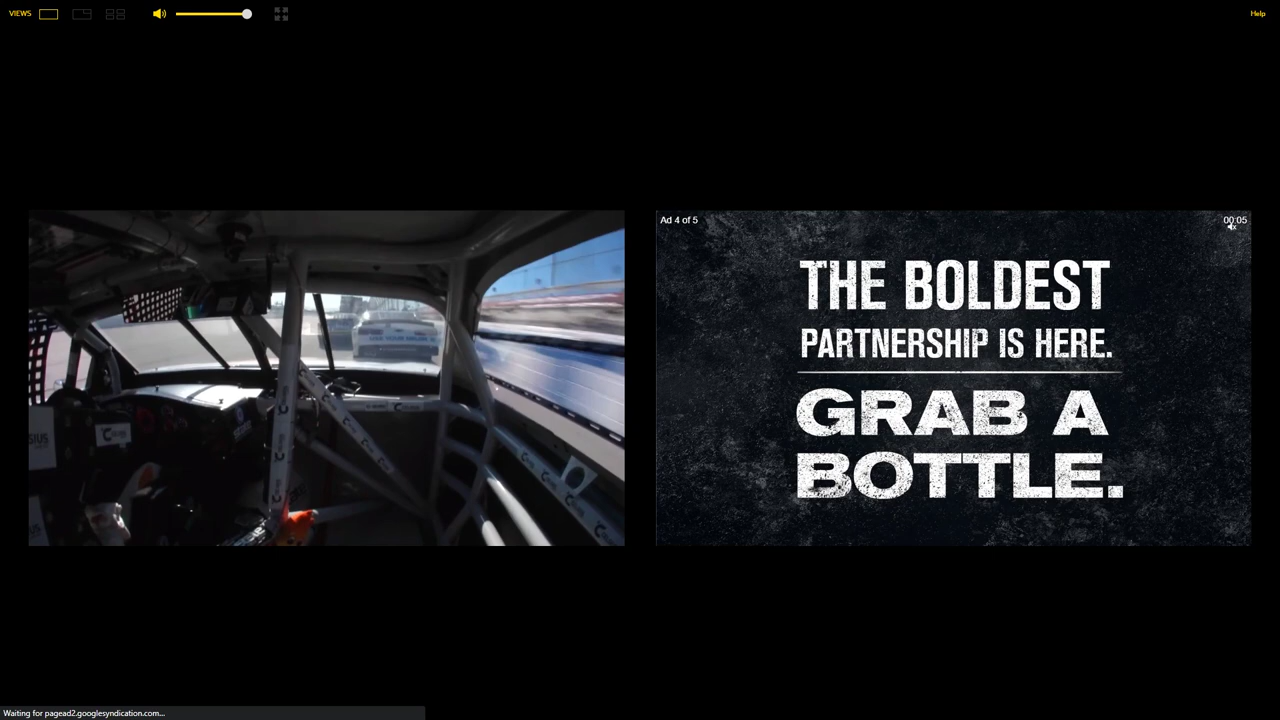 VIEWS
Help
SIUS
Ad 4 of 5
00:05
THE BOLDEST
PARTNERSHIP IS HERE.
GRAB A
BOTTLE.
Waiting for pagead2.googlesyndication.com...